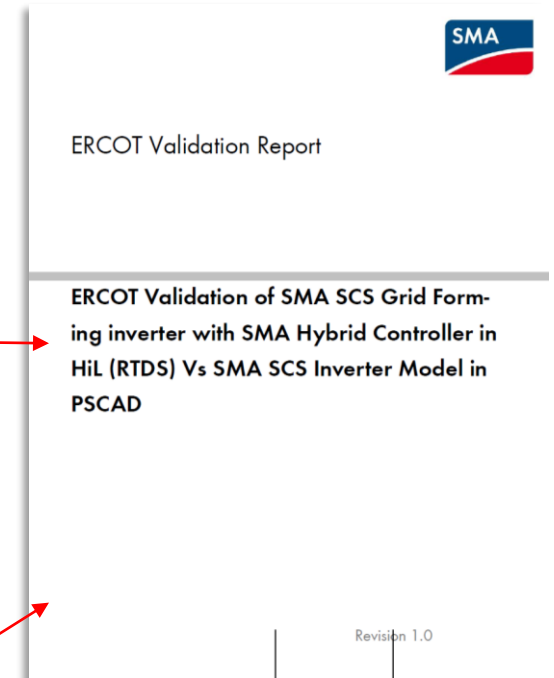 SMA
ERCOT Validation Report
ERCOT Validation of SMA SCS Grid Form-
ing inverter with SMA Hybrid Controller in
HiL (RTDS) Vs SMA SCS Inverter Model in
PSCAD
Revision 1.0